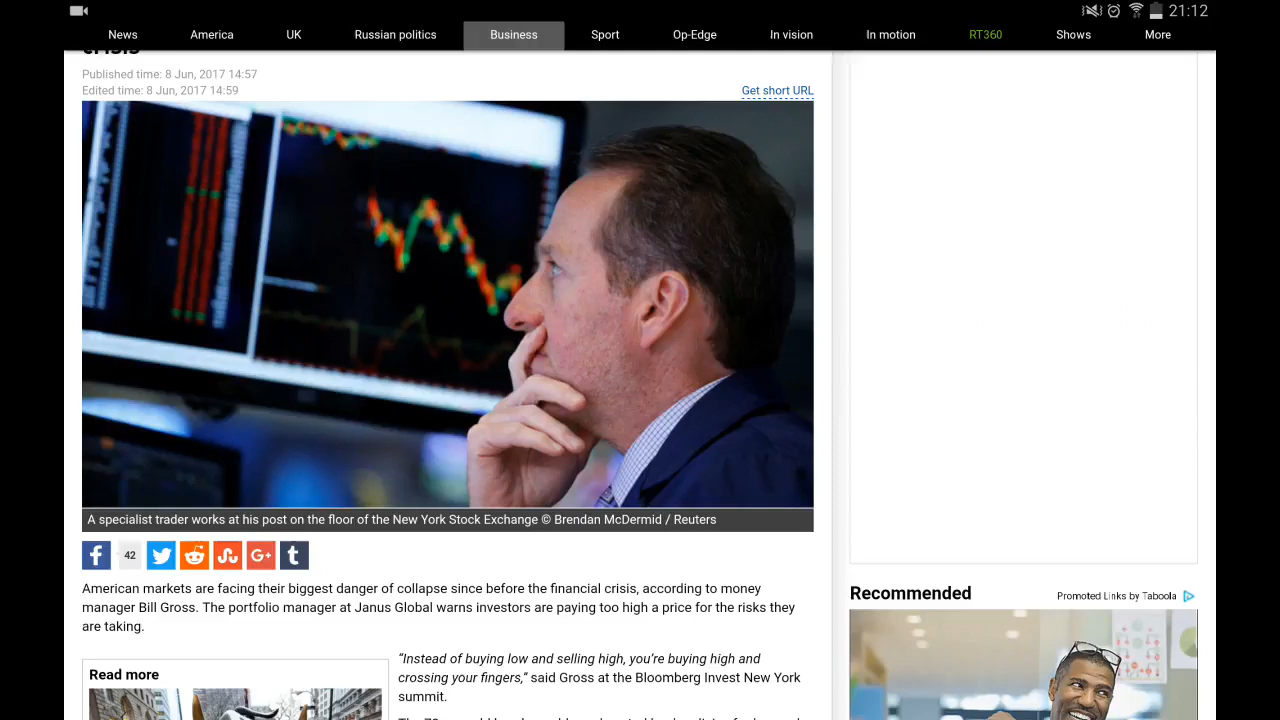 21:12
News America UK Russian politics Business Sport Op-Edge In vision In motion RT360 Shows More
crisis
Published time: 8 Jun, 2017 14:57
Edited time: 8 Jun, 2017 14:59
Get short URL
A specialist trader works at his post on the floor of the New York Stock Exchange © Brendan McDermid / Reuters
42
American markets are facing their biggest danger of collapse since before the financial crisis, according to money
manager Bill Gross. The portfolio manager at Janus Global warns investors are paying too high a price for the risks they
are taking.
Read more
“Instead of buying low and selling high, you’re buying high and
crossing your fingers,” said Gross at the Bloomberg Invest New York
summit.
Recommended
Promoted Links by Taboola